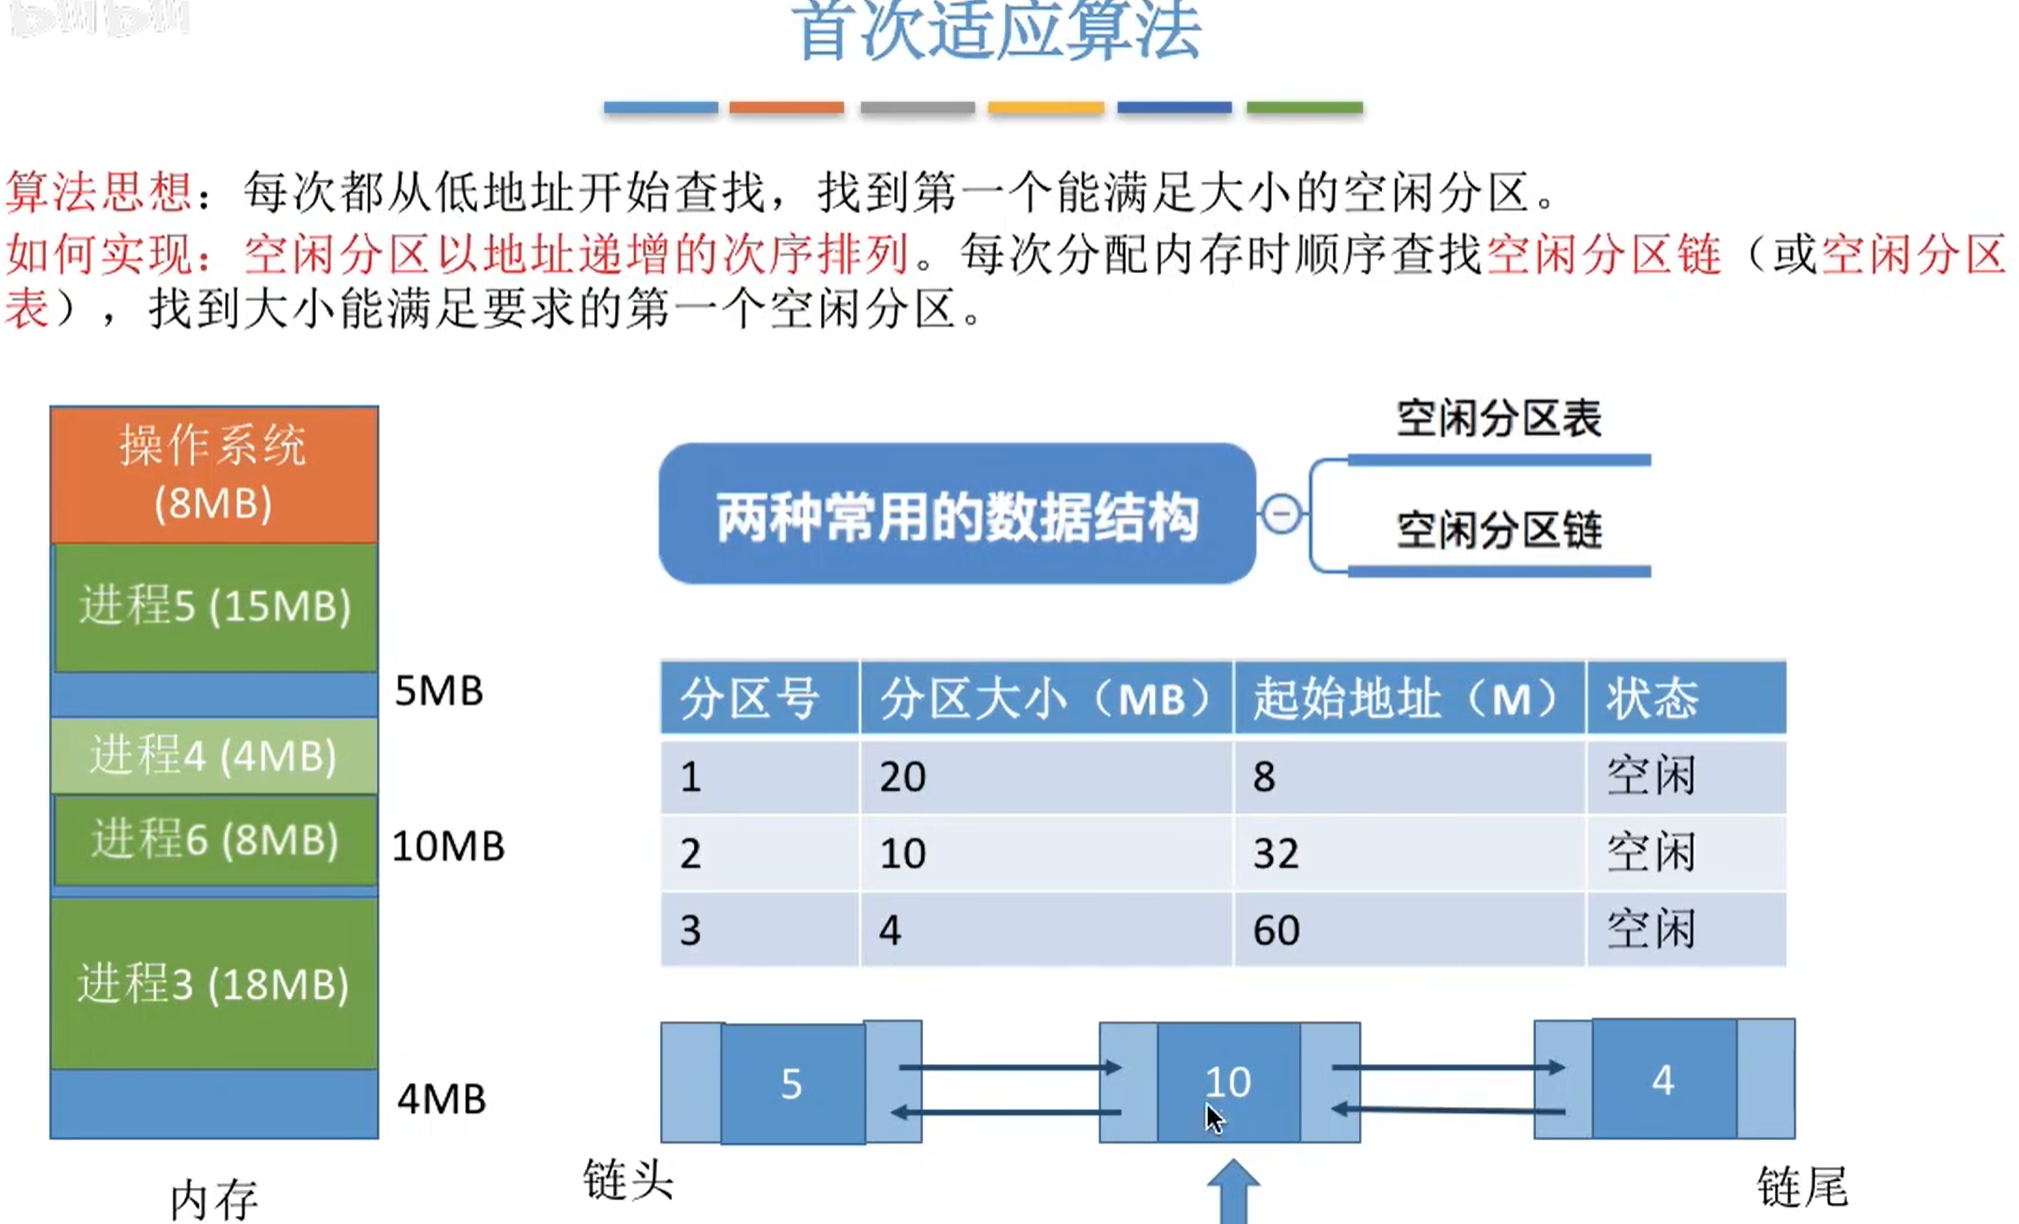 bilibili
首次适应算法
算法思想：每次都从低地址开始查找，找到第一个能满足大小的空闲分区。
如何实现：空闲分区以地址递增的次序排列。每次分配内存时顺序查找空闲分区链（或空闲分区
表），找到大小能满足要求的第一个空闲分区。
操作系统
(8MB)
进程5 (15MB)
5MB
进程4 (4MB)
进程6 (8MB)
10MB
进程3 (18MB)
4MB
内存
两种常用的数据结构
空闲分区表
空闲分区链
分区号 分区大小（MB） 起始地址（M） 状态
1 20 8 空闲
2 10 32 空闲
3 4 60 空闲
5 10 4
链头 链尾